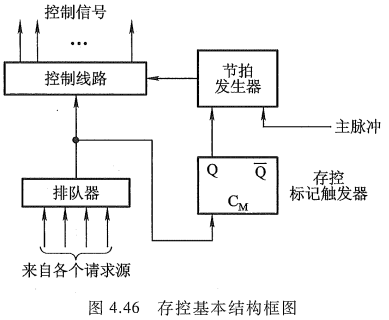 控制信号
…
控制线路
节拍
发生器
主脉冲
Q
Q̅
C_M
存控
标记触发器
排队器
来自各个请求源
图 4.46 存控基本结构框图